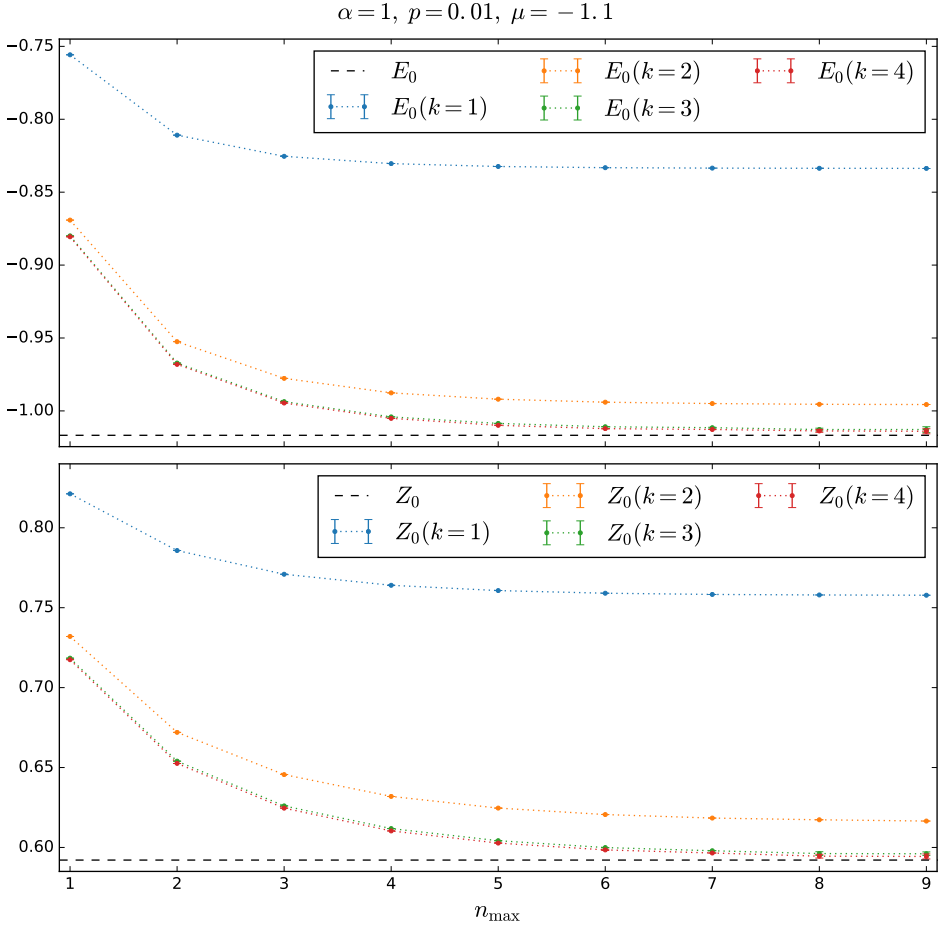 α = 1, p = 0.01, μ = −1.1
−0.75
−0.80
−0.85
−0.90
−0.95
−1.00
E₀ E₀(k = 2) E₀(k = 4)
E₀(k = 1) E₀(k = 3)
0.80
0.75
0.70
0.65
0.60
Z₀ Z₀(k = 2) Z₀(k = 4)
Z₀(k = 1) Z₀(k = 3)
1 2 3 4 5 6 7 8 9
n_max